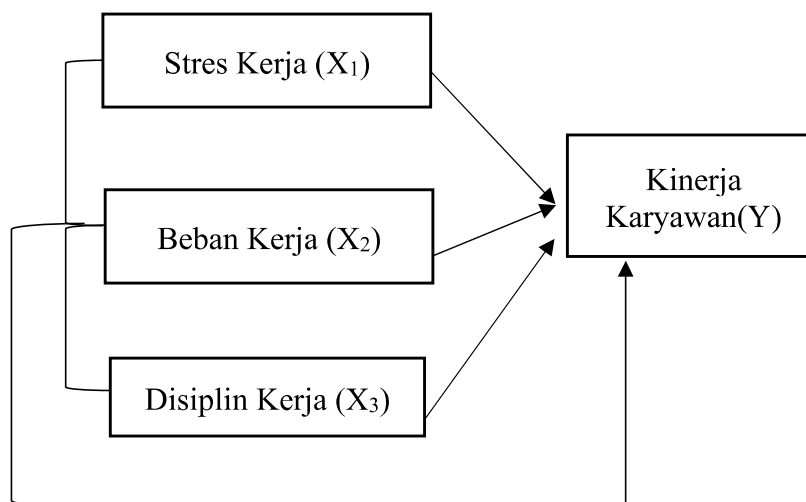 Stres Kerja (X₁)
Kinerja
Karyawan(Y)
Beban Kerja (X₂)
Disiplin Kerja (X₃)